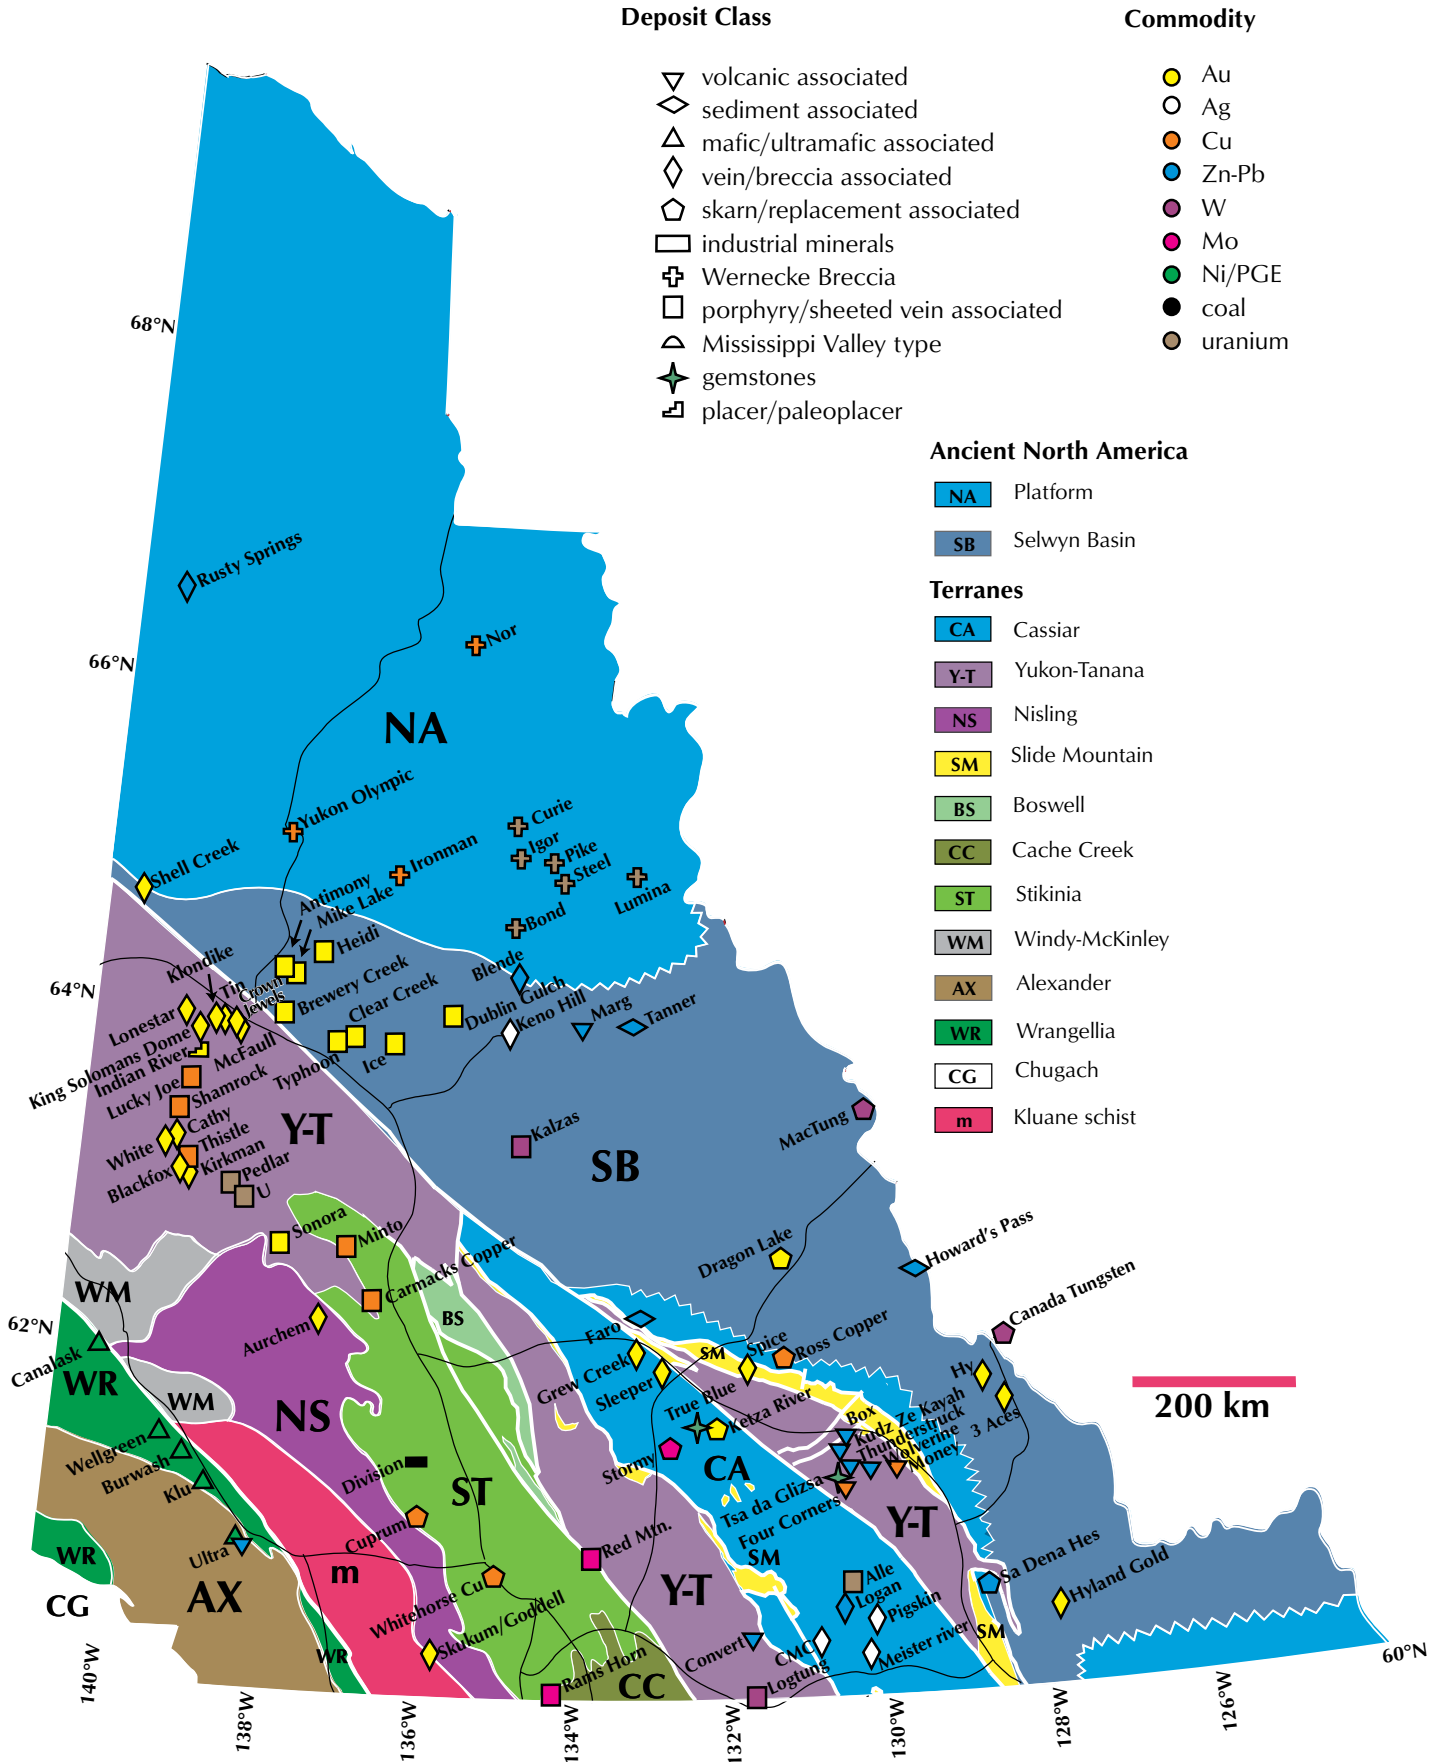 Deposit Class
volcanic associated
sediment associated
mafic/ultramafic associated
vein/breccia associated
skarn/replacement associated
industrial minerals
Wernecke Breccia
porphyry/sheeted vein associated
Mississippi Valley type
gemstones
placer/paleoplacer
Commodity
Au
Ag
Cu
Zn-Pb
W
Mo
Ni/PGE
coal
uranium
Ancient North America
NA Platform
SB Selwyn Basin
Terranes
CA Cassiar
Y-T Yukon-Tanana
NS Nisling
SM Slide Mountain
BS Boswell
CC Cache Creek
ST Stikinia
WM Windy-McKinley
AX Alexander
WR Wrangellia
CG Chugach
m Kluane schist
200 km
68°N
66°N
64°N
62°N
60°N
140°W
138°W
136°W
134°W
132°W
130°W
128°W
126°W
Rusty Springs
Nor
NA
Yukon Olympic
Ironman
Curie
Igor
Pike
Steel
Lumina
Bond
Shell Creek
Antimony
Mike Lake
Heidi
Blende
Klondike
Tin
Crown
Jewels
Brewery Creek
Clear Creek
Dublin Gulch
Keno Hill
Marg
Tanner
Lonestar
King Solomans Dome
Indian River
McFaull
Typhoon
Ice
Lucky Joe
Shamrock
Cathy
White
Thistle
Blackfox
Kirkman
Pedlar
U
Y-T
Kalzas
SB
MacTung
Sonora
Minto
Carmacks Copper
Dragon Lake
Howard's Pass
Canada Tungsten
WM
BS
Aurchem
Canalask
WR
WM
NS
Faro
SM
Spice
Ross Copper
Grew Creek
Sleeper
True Blue
Ketza River
Hy
3 Aces
Box
Kudz Ze Kayah
Thunderstruck
Wolverine
Money
Wellgreen
Burwash
Klu
Division
ST
Stormy
CA
Tsa da Glizsa
Four Corners
Y-T
Cuprum
Ultra
WR
m
AX
CG
Red Mtn.
SM
Whitehorse Cu
Skukum/Goddell
Y-T
Alle
Logan
Pigskin
Sa Dena Hes
Hyland Gold
WR
Rams Horn
CC
Convert
CMC
Meister river
Logtung
SM